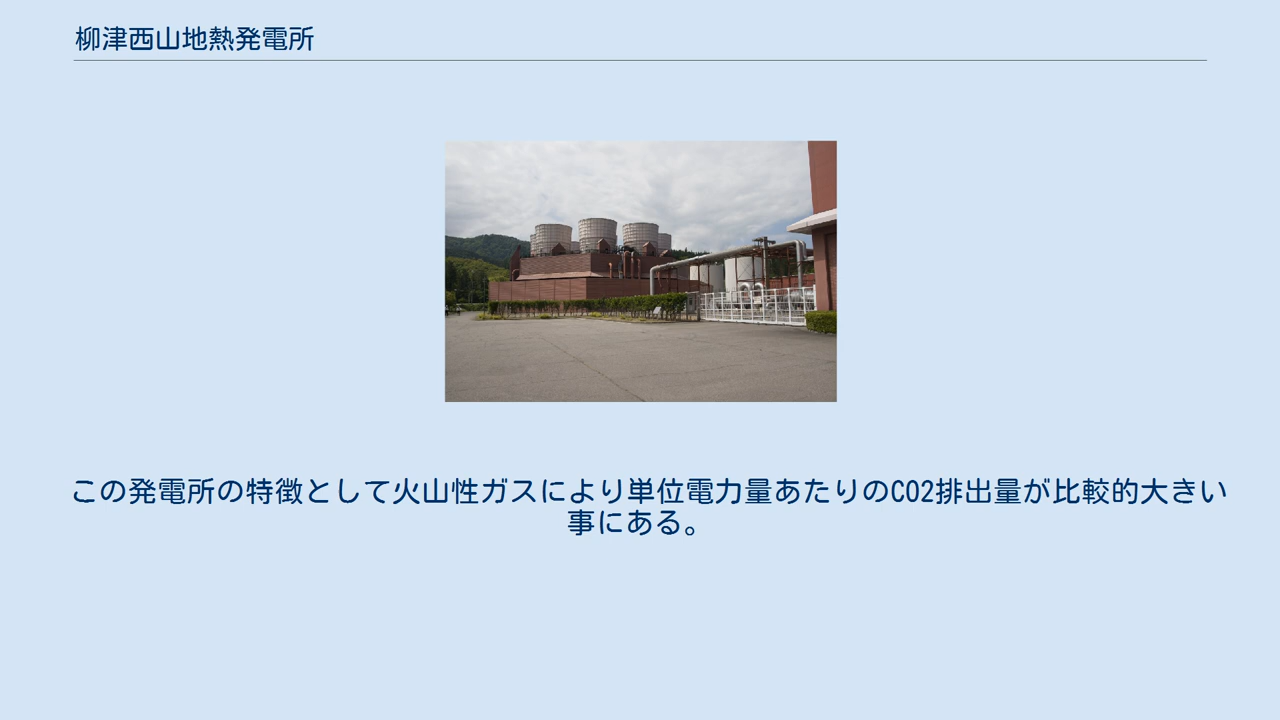 柳津西山地熱発電所
この発電所の特徴として火山性ガスにより単位電力量あたりのCO2排出量が比較的大きい
事にある。